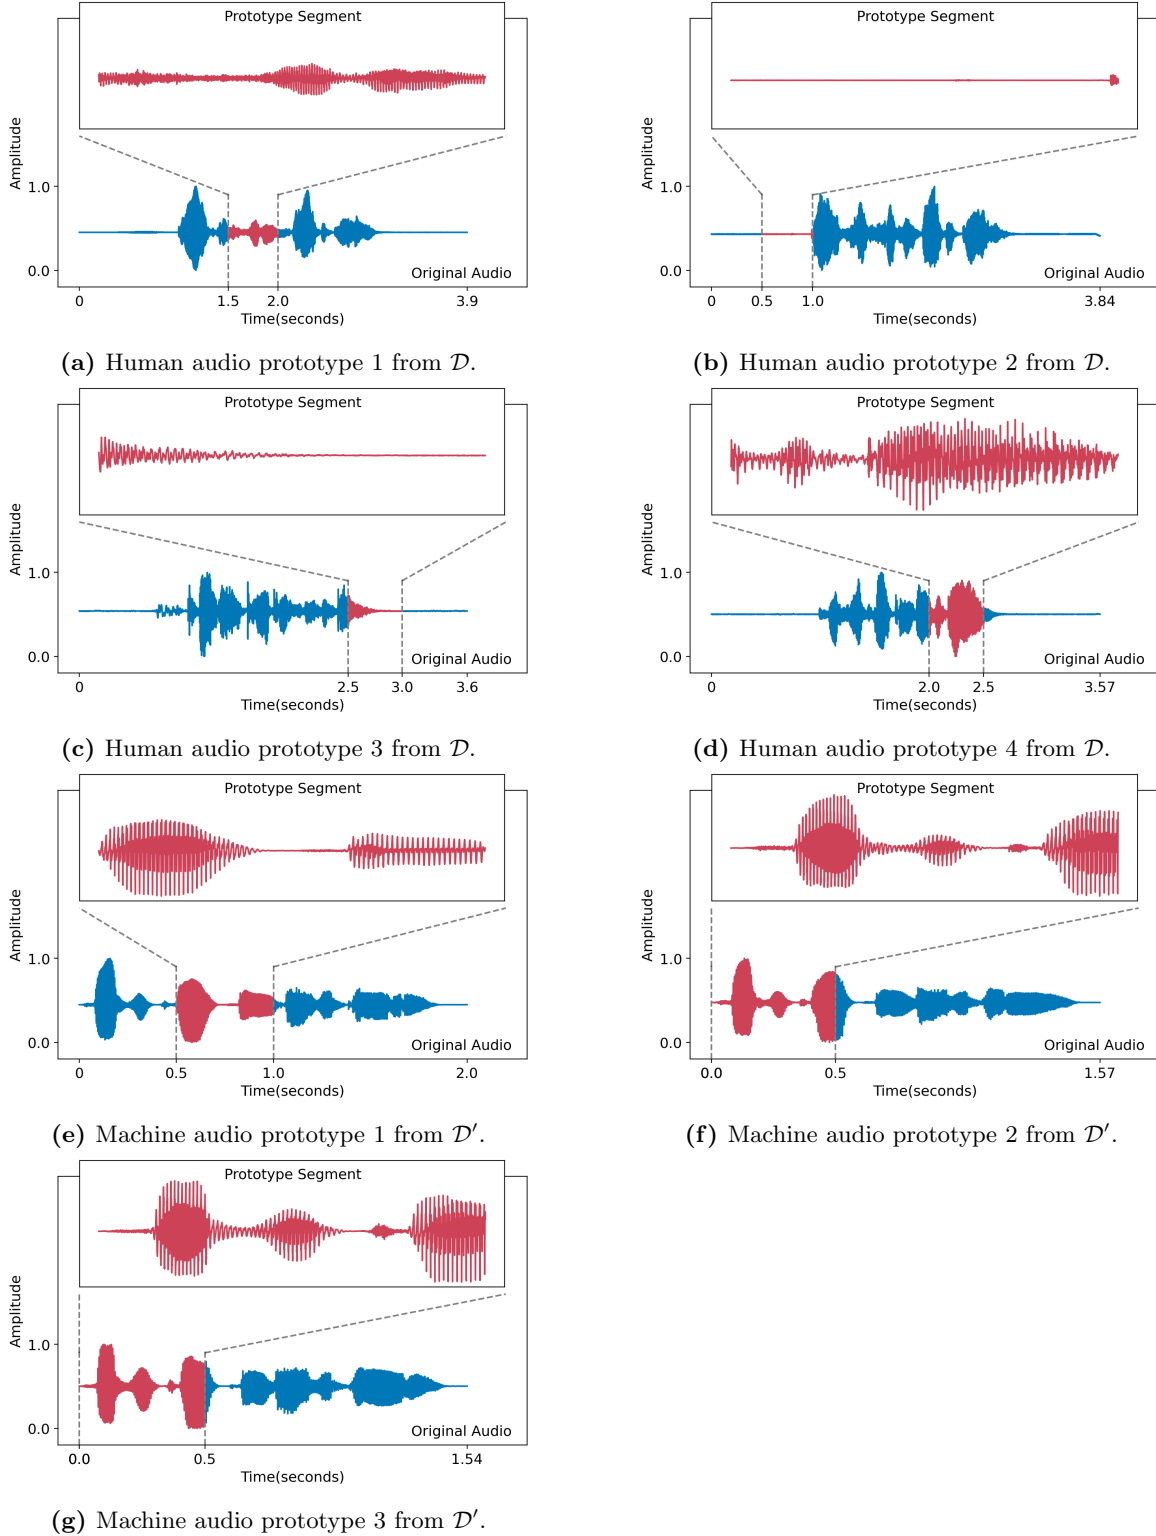 Prototype Segment
Amplitude
1.0
0.0
Original Audio
0 1.5 2.0 3.9
Time(seconds)
(a) Human audio prototype 1 from 𝒟.
Prototype Segment
Amplitude
1.0
0.0
Original Audio
0 0.5 1.0 3.84
Time(seconds)
(b) Human audio prototype 2 from 𝒟.
Prototype Segment
Amplitude
1.0
0.0
Original Audio
0 2.5 3.0 3.6
Time(seconds)
(c) Human audio prototype 3 from 𝒟.
Prototype Segment
Amplitude
1.0
0.0
Original Audio
0 2.0 2.5 3.57
Time(seconds)
(d) Human audio prototype 4 from 𝒟.
Prototype Segment
Amplitude
1.0
0.0
Original Audio
0 0.5 1.0 2.0
Time(seconds)
(e) Machine audio prototype 1 from 𝒟′.
Prototype Segment
Amplitude
1.0
0.0
Original Audio
0.0 0.5 1.57
Time(seconds)
(f) Machine audio prototype 2 from 𝒟′.
Prototype Segment
Amplitude
1.0
0.0
Original Audio
0.0 0.5 1.54
Time(seconds)
(g) Machine audio prototype 3 from 𝒟′.